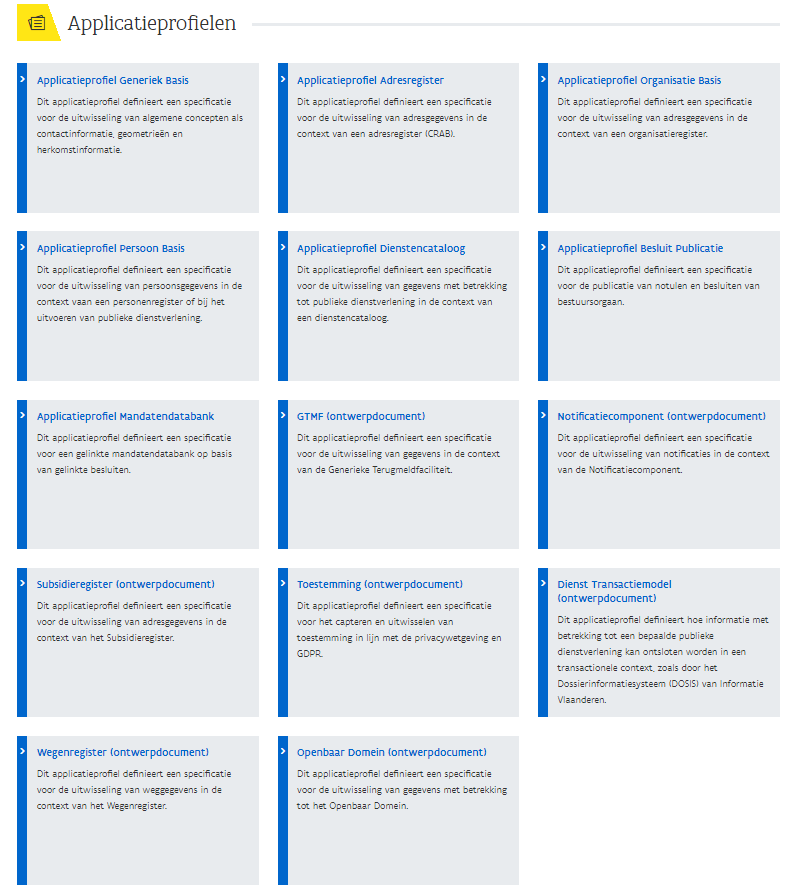 Applicatieprofielen
Applicatieprofiel Generiek Basis
Dit applicatieprofiel definieert een specificatie
voor de uitwisseling van algemene concepten als
contactinformatie, geometrieën en
herkomstinformatie.
Applicatieprofiel Adresregister
Dit applicatieprofiel definieert een specificatie
voor de uitwisseling van adresgegevens in de
context van een adresregister (CRAB).
Applicatieprofiel Organisatie Basis
Dit applicatieprofiel definieert een specificatie
voor de uitwisseling van adresgegevens in de
context van een organisatieregister.
Applicatieprofiel Persoon Basis
Dit applicatieprofiel definieert een specificatie
voor de uitwisseling van persoonsgegevens in de
context vaan een personenregister of bij het
uitvoeren van publieke dienstverlening.
Applicatieprofiel Dienstencataloog
Dit applicatieprofiel definieert een specificatie
voor de uitwisseling van gegevens met betrekking
tot publieke dienstverlening in de context van
een dienstencataloog.
Applicatieprofiel Besluit Publicatie
Dit applicatieprofiel definieert een specificatie
voor de publicatie van notulen en besluiten van
bestuursorgaan.
Applicatieprofiel Mandatendatabank
Dit applicatieprofiel definieert een specificatie
voor een gelinkte mandatendatabank op basis
van gelinkte besluiten.
GTMF (ontwerpdocument)
Dit applicatieprofiel definieert een specificatie
voor de uitwisseling van gegevens in de context
van de Generieke Terugmeldfaciliteit.
Notificatiecomponent (ontwerpdocument)
Dit applicatieprofiel definieert een specificatie
voor de uitwisseling van notificaties in de context
van de Notificatiecomponent.
Subsidieregister (ontwerpdocument)
Dit applicatieprofiel definieert een specificatie
voor de uitwisseling van adresgegevens in de
context van het Subsidieregister.
Toestemming (ontwerpdocument)
Dit applicatieprofiel definieert een specificatie
voor het capteren en uitwisselen van
toestemming in lijn met de privacywetgeving en
GDPR.
Dienst Transactiemodel
(ontwerpdocument)
Dit applicatieprofiel definieert hoe informatie met
betrekking tot een bepaalde publieke
dienstverlening kan ontsloten worden in een
transactionele context, zoals door het
Dossierinformatiesysteem (DOSIS) van Informatie
Vlaanderen.
Wegenregister (ontwerpdocument)
Dit applicatieprofiel definieert een specificatie
voor de uitwisseling van weggegevens in de
context van het Wegenregister.
Openbaar Domein (ontwerpdocument)
Dit applicatieprofiel definieert een specificatie
voor de uitwisseling van gegevens met betrekking
tot het Openbaar Domein.